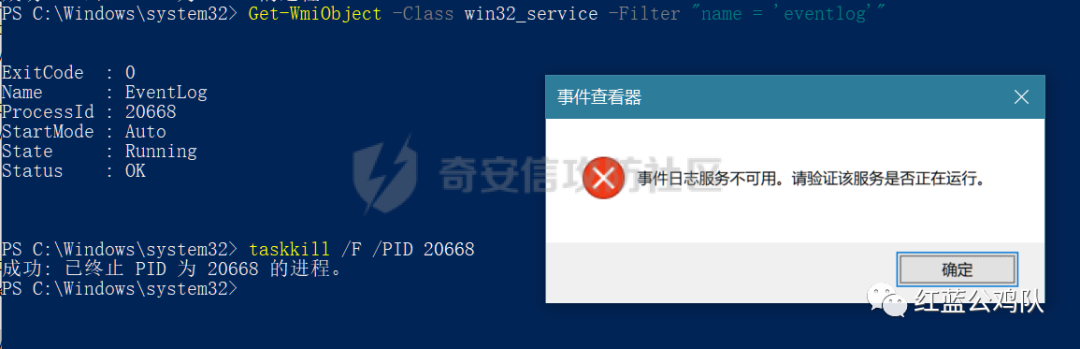 PS C:\Windows\system32> Get-WmiObject -Class win32_service -Filter "name = 'eventlog'"
ExitCode : 0
Name : EventLog
ProcessId : 20668
StartMode : Auto
State : Running
Status : OK
PS C:\Windows\system32> taskkill /F /PID 20668
成功: 已终止 PID 为 20668 的进程。
PS C:\Windows\system32>
事件查看器
事件日志服务不可用。请验证该服务是否正在运行。
确定
奇安信攻防社区
红蓝公鸡队